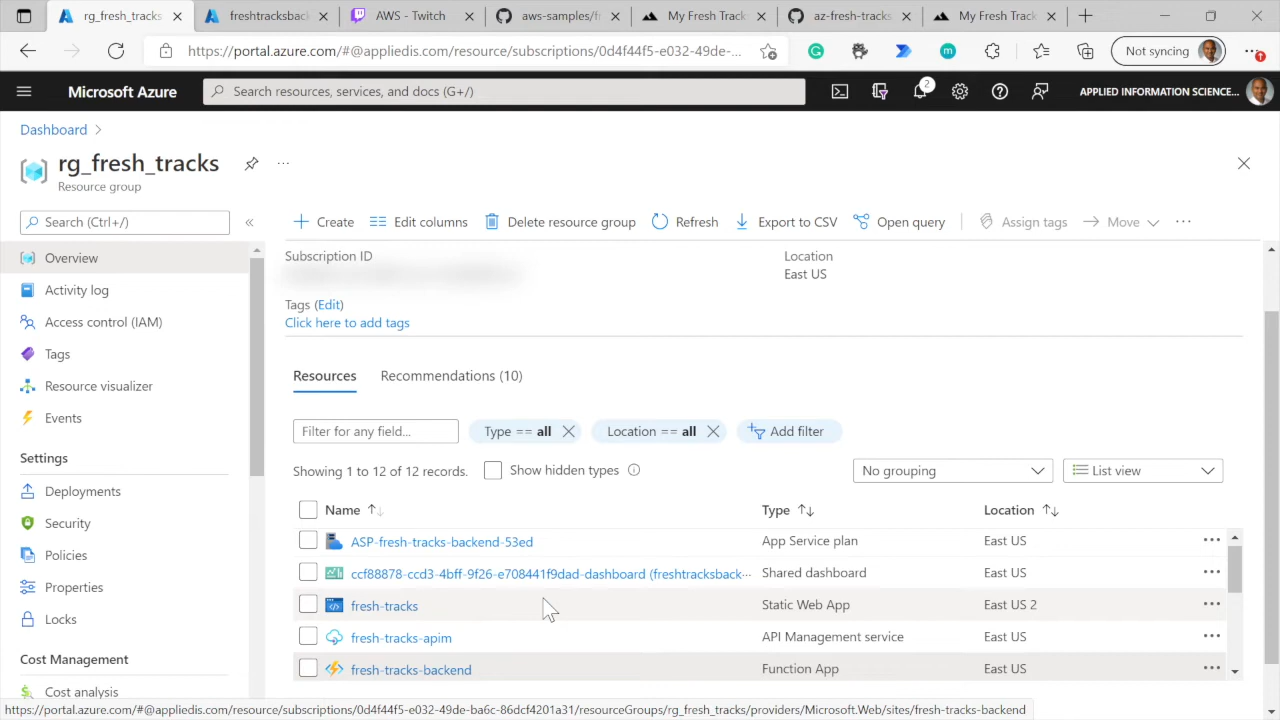 rg_fresh_tracks
freshtracksback
AWS - Twitch
aws-samples/fr
My Fresh Track
az-fresh-tracks
My Fresh Track
https://portal.azure.com/#@appliedis.com/resource/subscriptions/0d4f44f5-e032-49de-...
Not syncing
Microsoft Azure
Search resources, services, and docs (G+/)
2
APPLIED INFORMATION SCIENCE...
Dashboard
rg_fresh_tracks
Resource group
Search (Ctrl+/)
Create
Edit columns
Delete resource group
Refresh
Export to CSV
Open query
Assign tags
Move
Overview
Activity log
Access control (IAM)
Tags
Resource visualizer
Events
Settings
Deployments
Security
Policies
Properties
Locks
Cost Management
Cost analysis
Subscription ID
Location
East US
Tags (Edit)
Click here to add tags
Resources
Recommendations (10)
Filter for any field...
Type == all
Location == all
Add filter
Showing 1 to 12 of 12 records.
Show hidden types
No grouping
List view
Name
Type
Location
ASP-fresh-tracks-backend-53ed
App Service plan
East US
ccf88878-ccd3-4bff-9f26-e708441f9dad-dashboard (freshtracksback...
Shared dashboard
East US
fresh-tracks
Static Web App
East US 2
fresh-tracks-apim
API Management service
East US
fresh-tracks-backend
Function App
East US
https://portal.azure.com/#@appliedis.com/resource/subscriptions/0d4f44f5-e032-49de-ba6c-86dcf4201a31/resourceGroups/rg_fresh_tracks/providers/Microsoft.Web/sites/fresh-tracks-backend